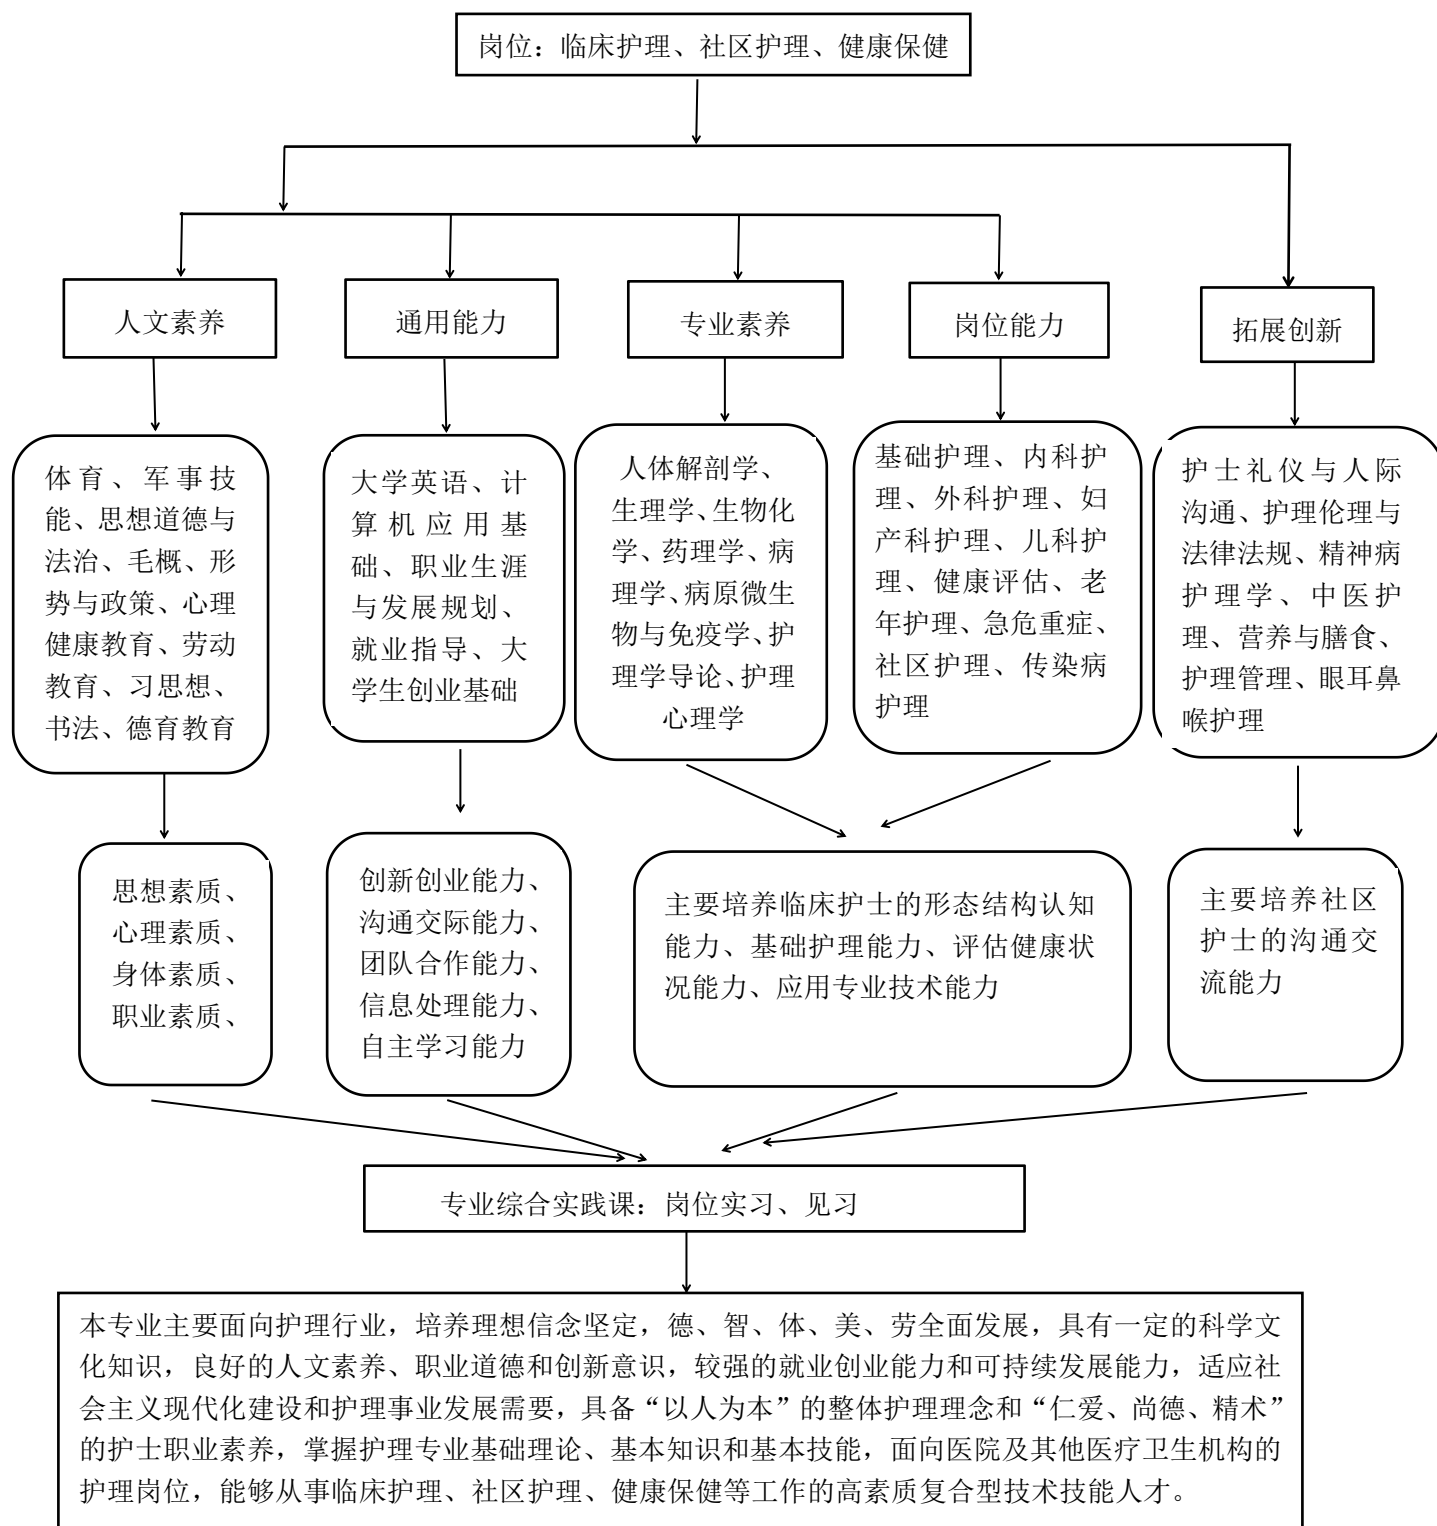 岗位：临床护理、社区护理、健康保健
人文素养
通用能力
专业素养
岗位能力
拓展创新
体育、军事技
能、思想道德与
法治、毛概、形
势与政策、心理
健康教育、劳动
教育、习思想、
书法、德育教育
大学英语、计
算机应用基
础、职业生涯
与发展规划、
就业指导、大
学生创业基础
人体解剖学、
生理学、生物化
学、药理学、病
理学、病原微生
物与免疫学、护
理学导论、护理
心理学
基础护理、内科护
理、外科护理、妇
产科护理、儿科护
理、健康评估、老
年护理、急危重症、
社区护理、传染病
护理
护士礼仪与人际
沟通、护理伦理与
法律法规、精神病
护理学、中医护
理、营养与膳食、
护理管理、眼耳鼻
喉护理
思想素质、
心理素质、
身体素质、
职业素质、
创新创业能力、
沟通交际能力、
团队合作能力、
信息处理能力、
自主学习能力
主要培养临床护士的形态结构认知
能力、基础护理能力、评估健康状
况能力、应用专业技术能力
主要培养社区
护士的沟通交
流能力
专业综合实践课：岗位实习、见习
本专业主要面向护理行业，培养理想信念坚定，德、智、体、美、劳全面发展，具有一定的科学文
化知识，良好的人文素养、职业道德和创新意识，较强的就业创业能力和可持续发展能力，适应社
会主义现代化建设和护理事业发展需要，具备“以人为本”的整体护理理念和“仁爱、尚德、精术”
的护士职业素养，掌握护理专业基础理论、基本知识和基本技能，面向医院及其他医疗卫生机构的
护理岗位，能够从事临床护理、社区护理、健康保健等工作的高素质复合型技术技能人才。